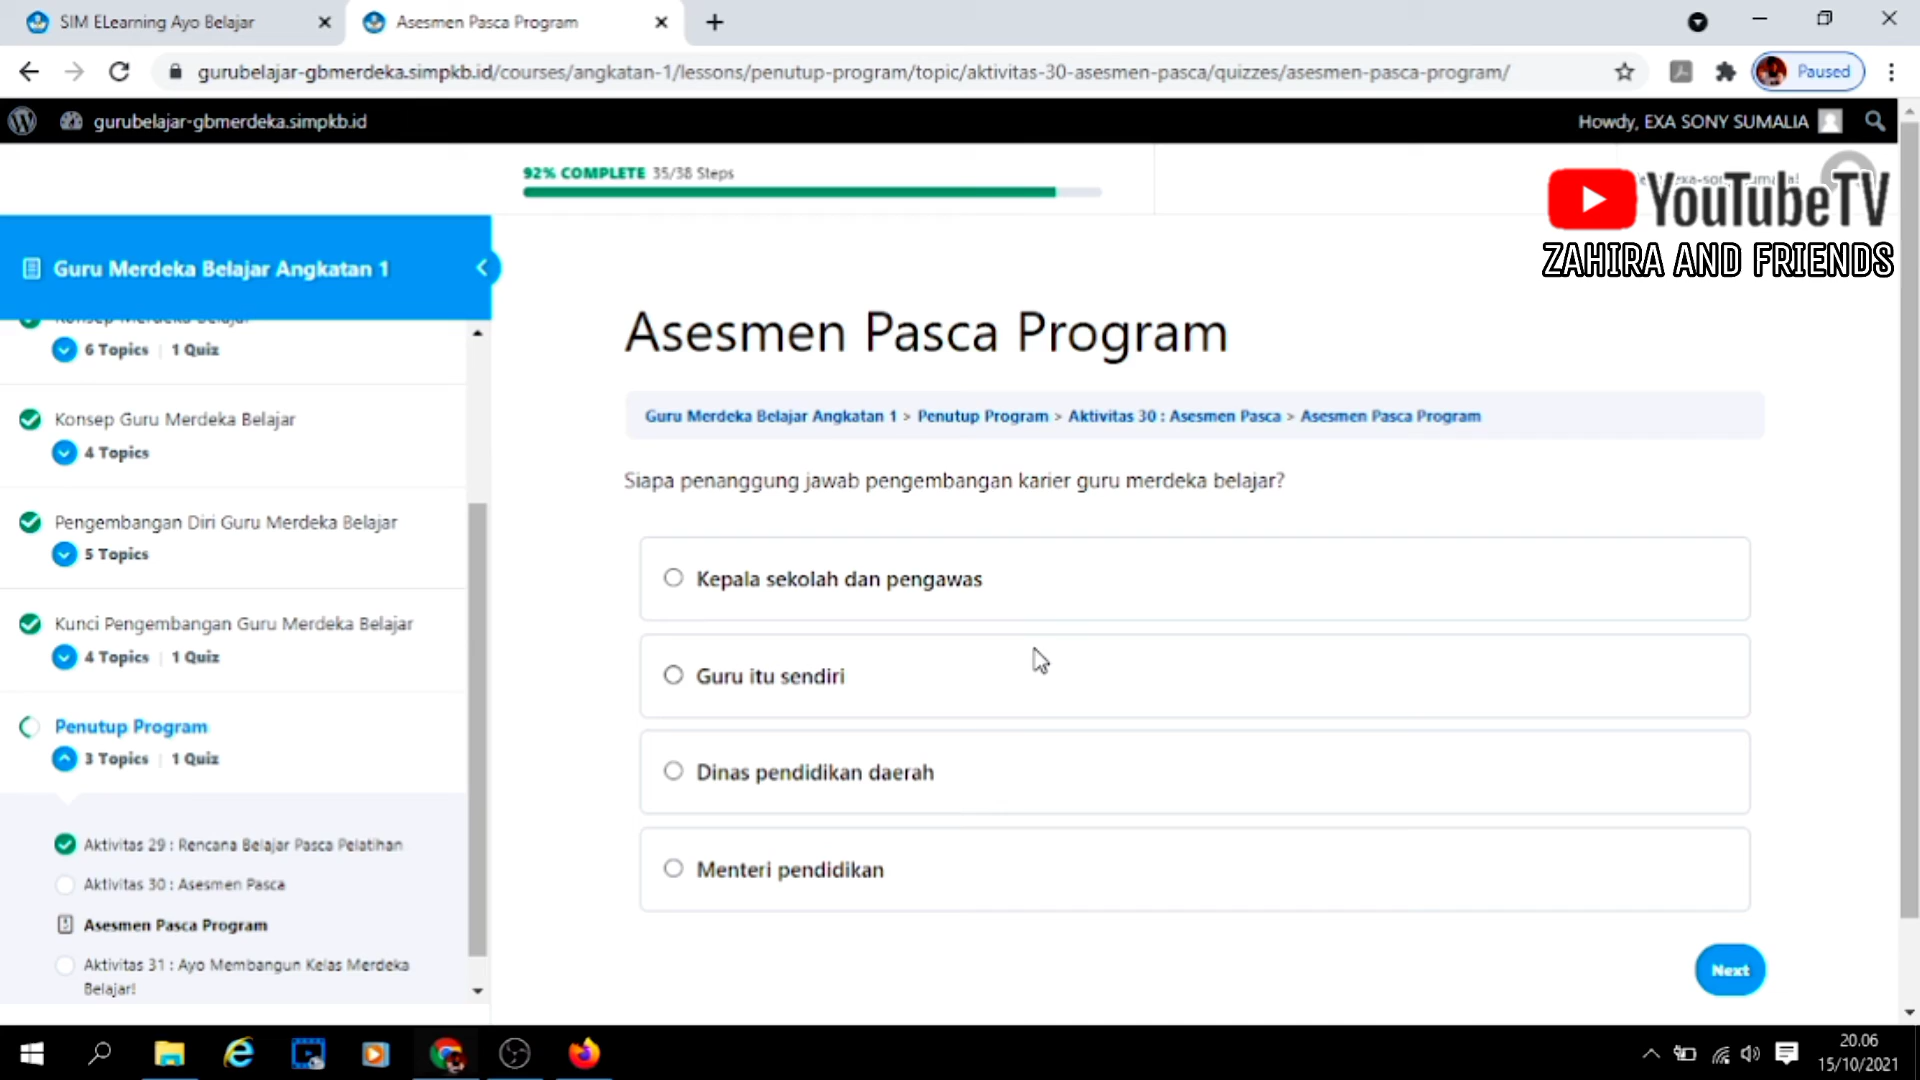 SIM ELearning Ayo Belajar
Asesmen Pasca Program
gurubelajar-gbmerdeka.simpkb.id/courses/angkatan-1/lessons/penutup-program/topic/aktivitas-30-asesmen-pasca/quizzes/asesmen-pasca-program/
Paused
gurubelajar-gbmerdeka.simpkb.id
Howdy, EXA SONY SUMALIA
92% COMPLETE 35/38 Steps
YouTubeTV
ZAHIRA AND FRIENDS
Guru Merdeka Belajar Angkatan 1
Konsep Merdeka Belajar
6 Topics | 1 Quiz
Konsep Guru Merdeka Belajar
4 Topics
Pengembangan Diri Guru Merdeka Belajar
5 Topics
Kunci Pengembangan Guru Merdeka Belajar
4 Topics | 1 Quiz
Penutup Program
3 Topics | 1 Quiz
Aktivitas 29 : Rencana Belajar Pasca Pelatihan
Aktivitas 30 : Asesmen Pasca
Asesmen Pasca Program
Aktivitas 31 : Ayo Membangun Kelas Merdeka
Belajar!
Asesmen Pasca Program
Guru Merdeka Belajar Angkatan 1 > Penutup Program > Aktivitas 30 : Asesmen Pasca > Asesmen Pasca Program
Siapa penanggung jawab pengembangan karier guru merdeka belajar?
Kepala sekolah dan pengawas
Guru itu sendiri
Dinas pendidikan daerah
Menteri pendidikan
Next
20.06
15/10/2021